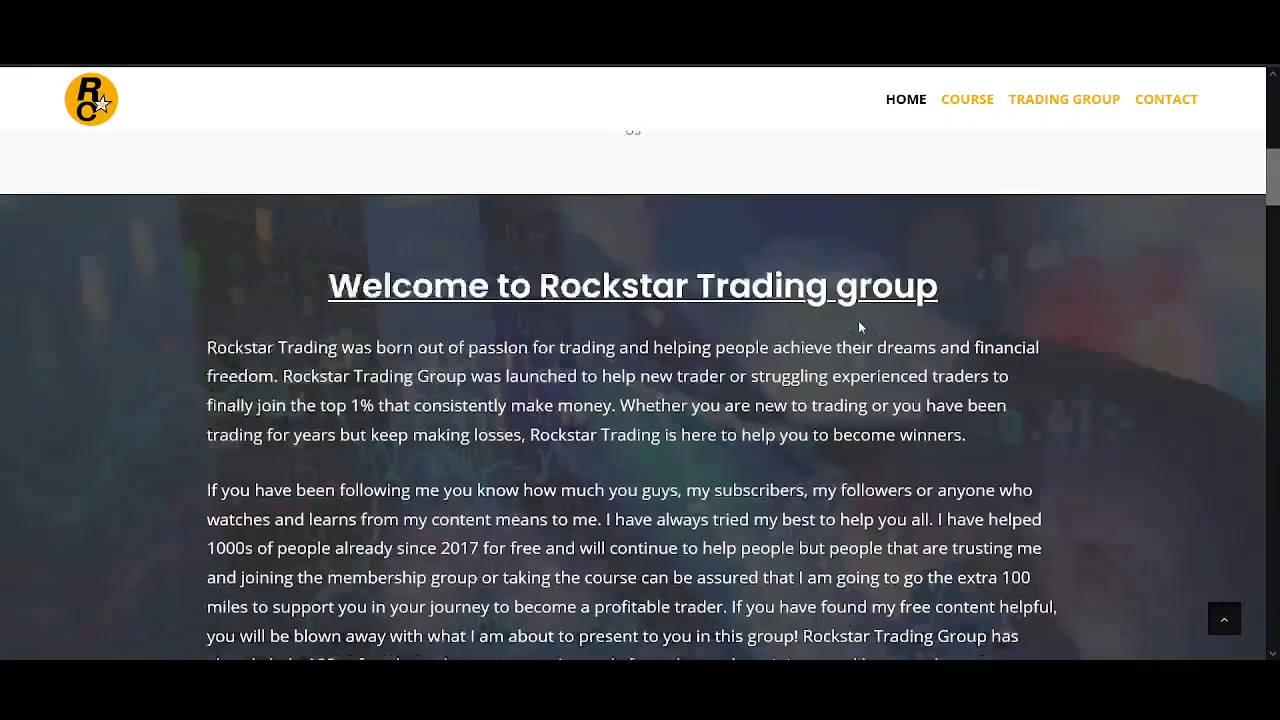 R
C
HOME COURSE TRADING GROUP CONTACT
Welcome to Rockstar Trading group
Rockstar Trading was born out of passion for trading and helping people achieve their dreams and financial
freedom. Rockstar Trading Group was launched to help new trader or struggling experienced traders to
finally join the top 1% that consistently make money. Whether you are new to trading or you have been
trading for years but keep making losses, Rockstar Trading is here to help you to become winners.
If you have been following me you know how much you guys, my subscribers, my followers or anyone who
watches and learns from my content means to me. I have always tried my best to help you all. I have helped
1000s of people already since 2017 for free and will continue to help people but people that are trusting me
and joining the membership group or taking the course can be assured that I am going to go the extra 100
miles to support you in your journey to become a profitable trader. If you have found my free content helpful,
you will be blown away with what I am about to present to you in this group! Rockstar Trading Group has